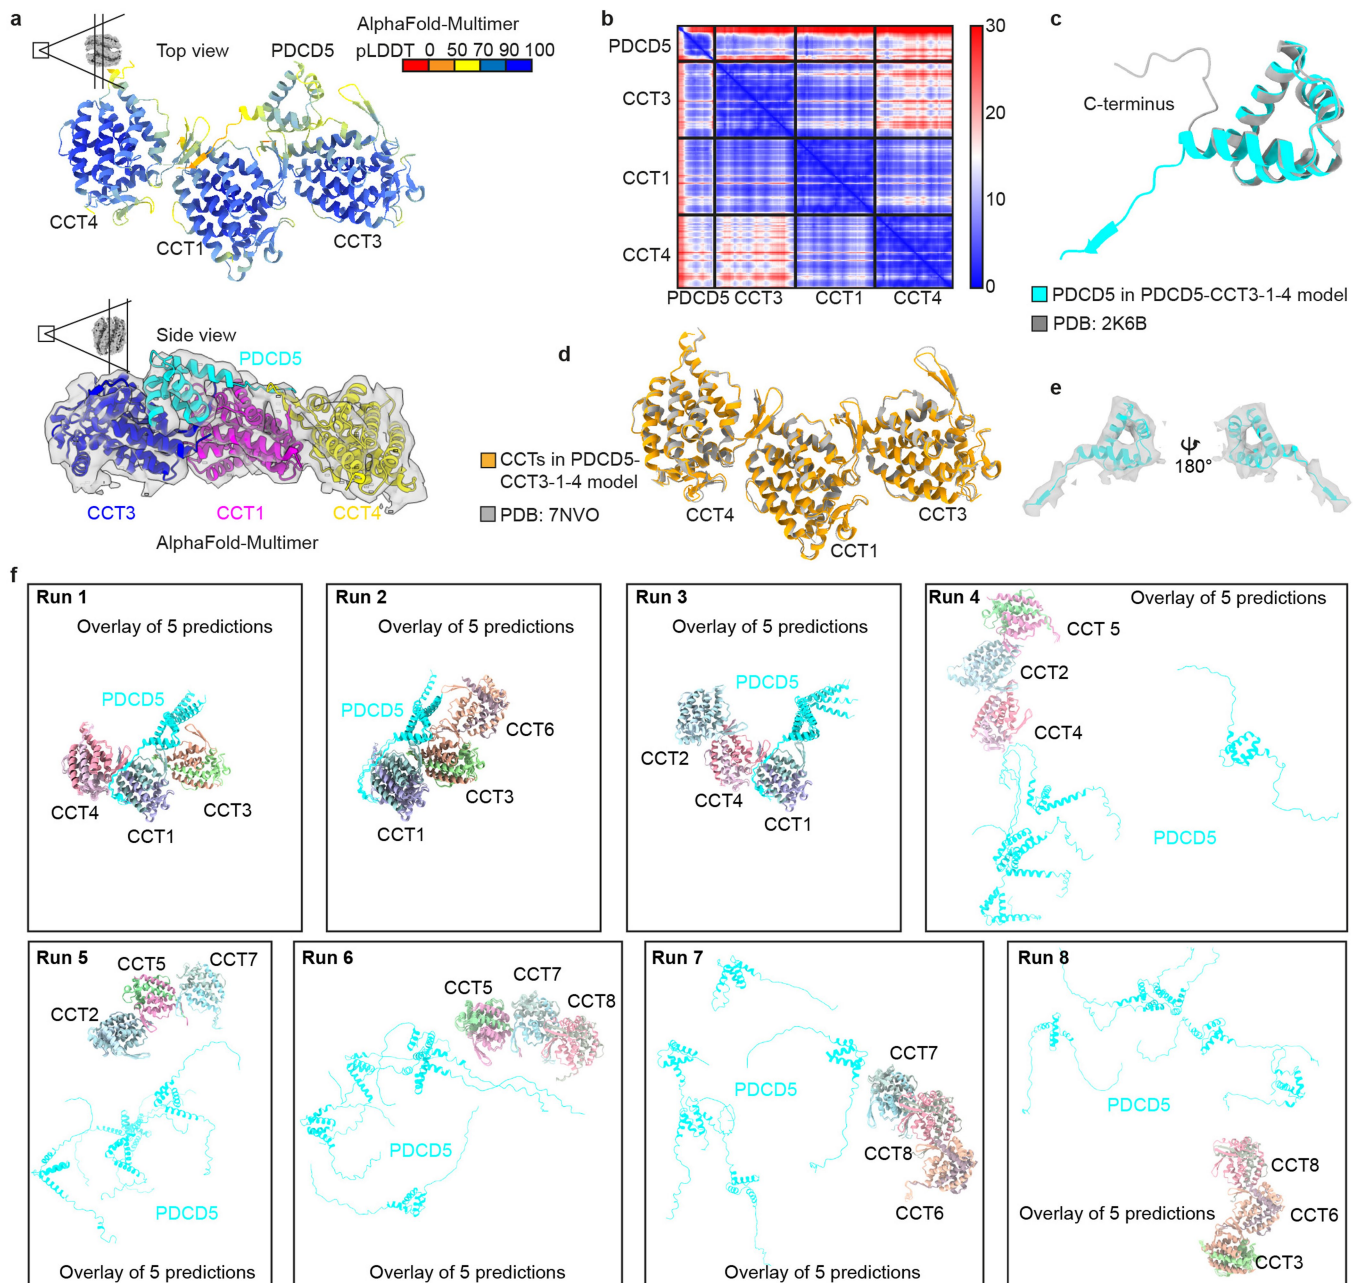 a
AlphaFold-Multimer
Top view
PDCD5
pLDDT 0 50 70 90 100
CCT4
CCT1
CCT3
Side view
PDCD5
CCT3
CCT1
CCT4
AlphaFold-Multimer
b
PDCD5
CCT3
CCT1
CCT4
PDCD5 CCT3 CCT1 CCT4
30
20
10
0
c
C-terminus
PDCD5 in PDCD5-CCT3-1-4 model
PDB: 2K6B
d
CCTs in PDCD5-
CCT3-1-4 model
PDB: 7NVO
CCT4
CCT1
CCT3
e
180°
f
Run 1
Overlay of 5 predictions
PDCD5
CCT4
CCT3
CCT1
Run 2
Overlay of 5 predictions
PDCD5
CCT6
CCT3
CCT1
Run 3
Overlay of 5 predictions
PDCD5
CCT2
CCT4
CCT1
Run 4
Overlay of 5 predictions
CCT 5
CCT2
CCT4
PDCD5
Run 5
CCT5
CCT7
CCT2
PDCD5
Overlay of 5 predictions
Run 6
CCT5
CCT7
CCT8
PDCD5
Overlay of 5 predictions
Run 7
CCT7
PDCD5
CCT8
CCT6
Overlay of 5 predictions
Run 8
PDCD5
CCT8
Overlay of 5 predictions
CCT6
CCT3